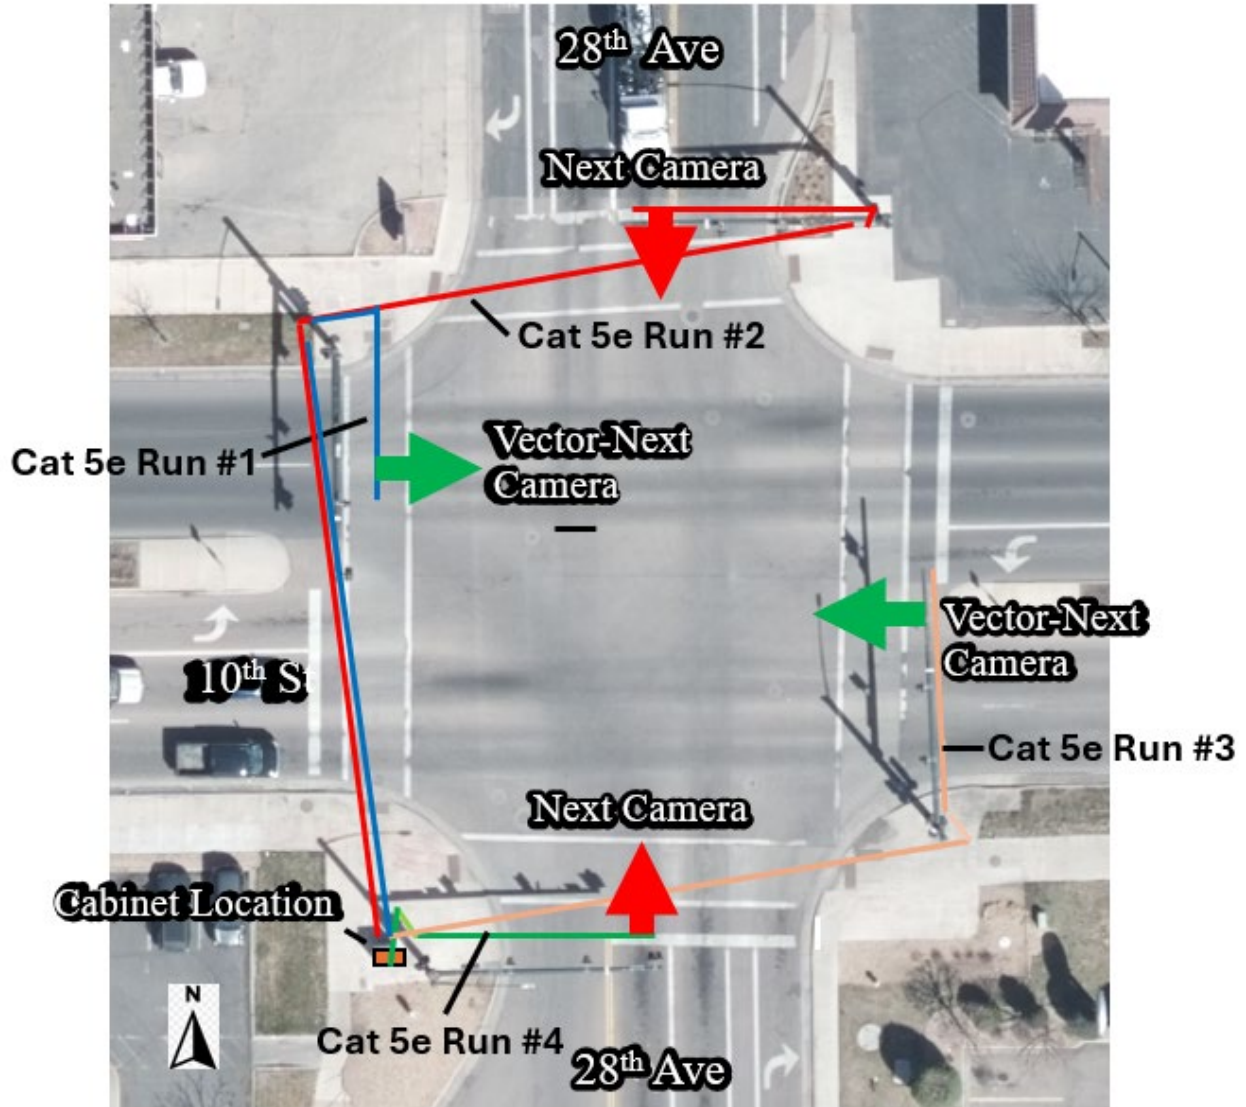 28th Ave
Next Camera
Cat 5e Run #2
Vector-Next
Camera
Cat 5e Run #1
Vector-Next
Camera
10th St
Cat 5e Run #3
Next Camera
Cabinet Location
N
Cat 5e Run #4
28th Ave